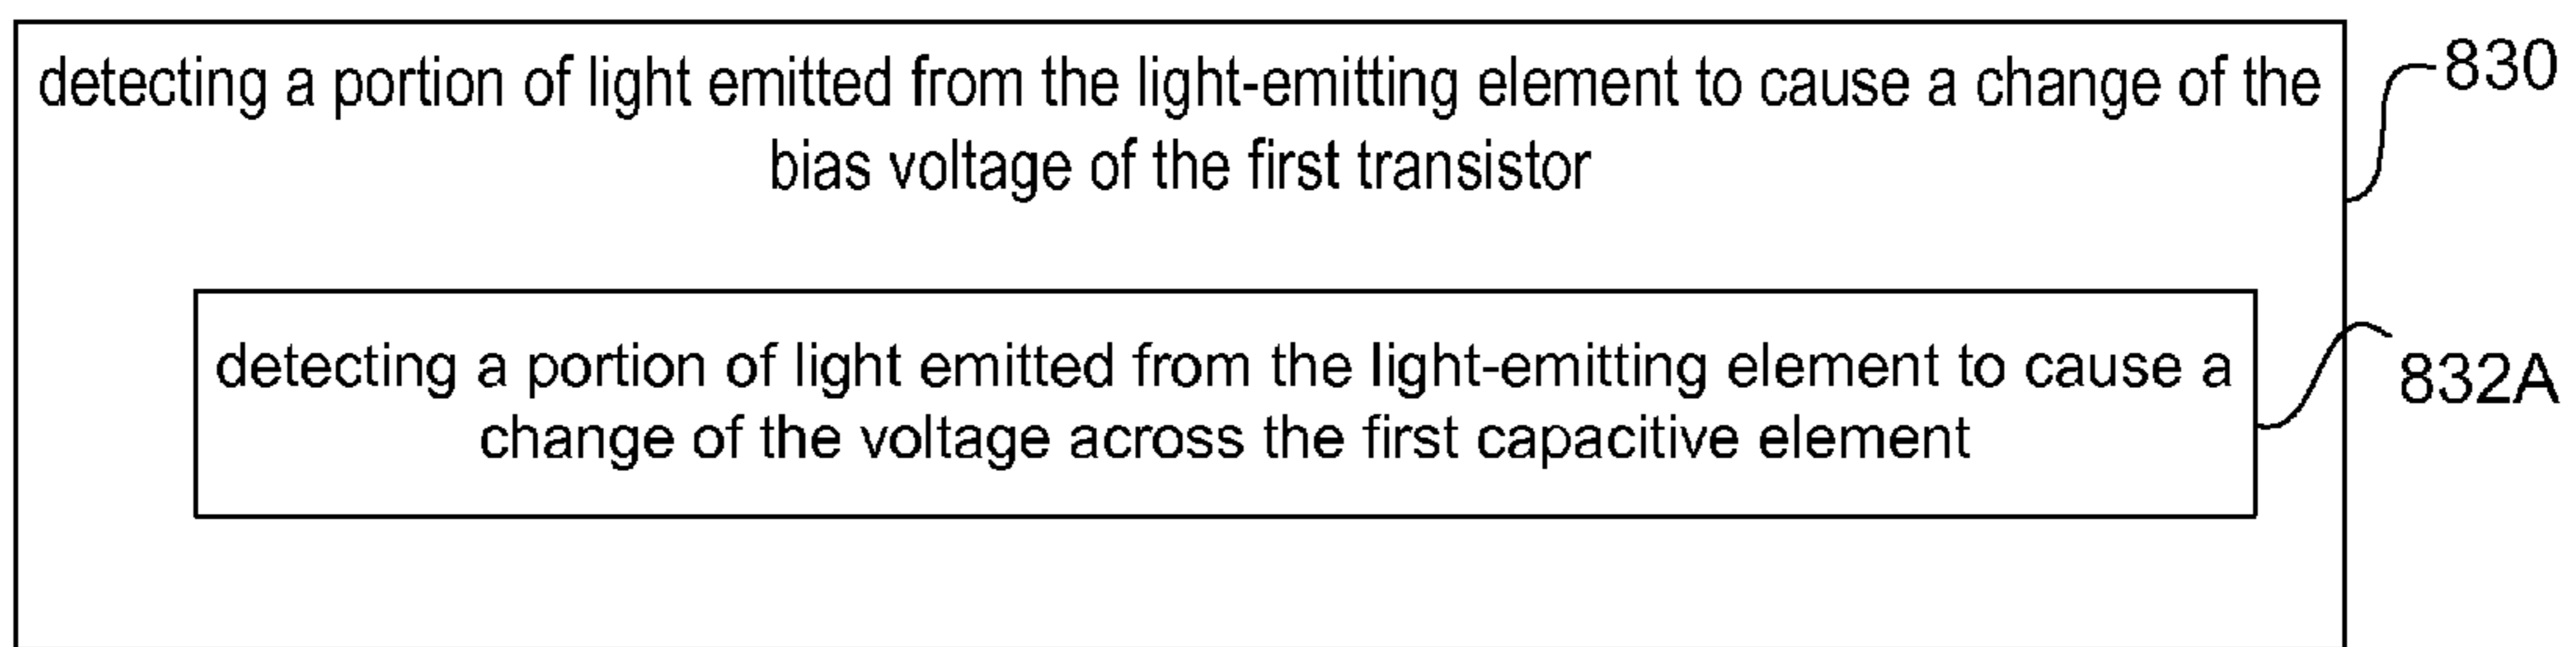 detecting a portion of light emitted from the light-emitting element to cause a change of the
830
bias voltage of the first transistor
detecting a portion of light emitted from the light-emitting element to cause a
832A
change of the voltage across the first capacitive element